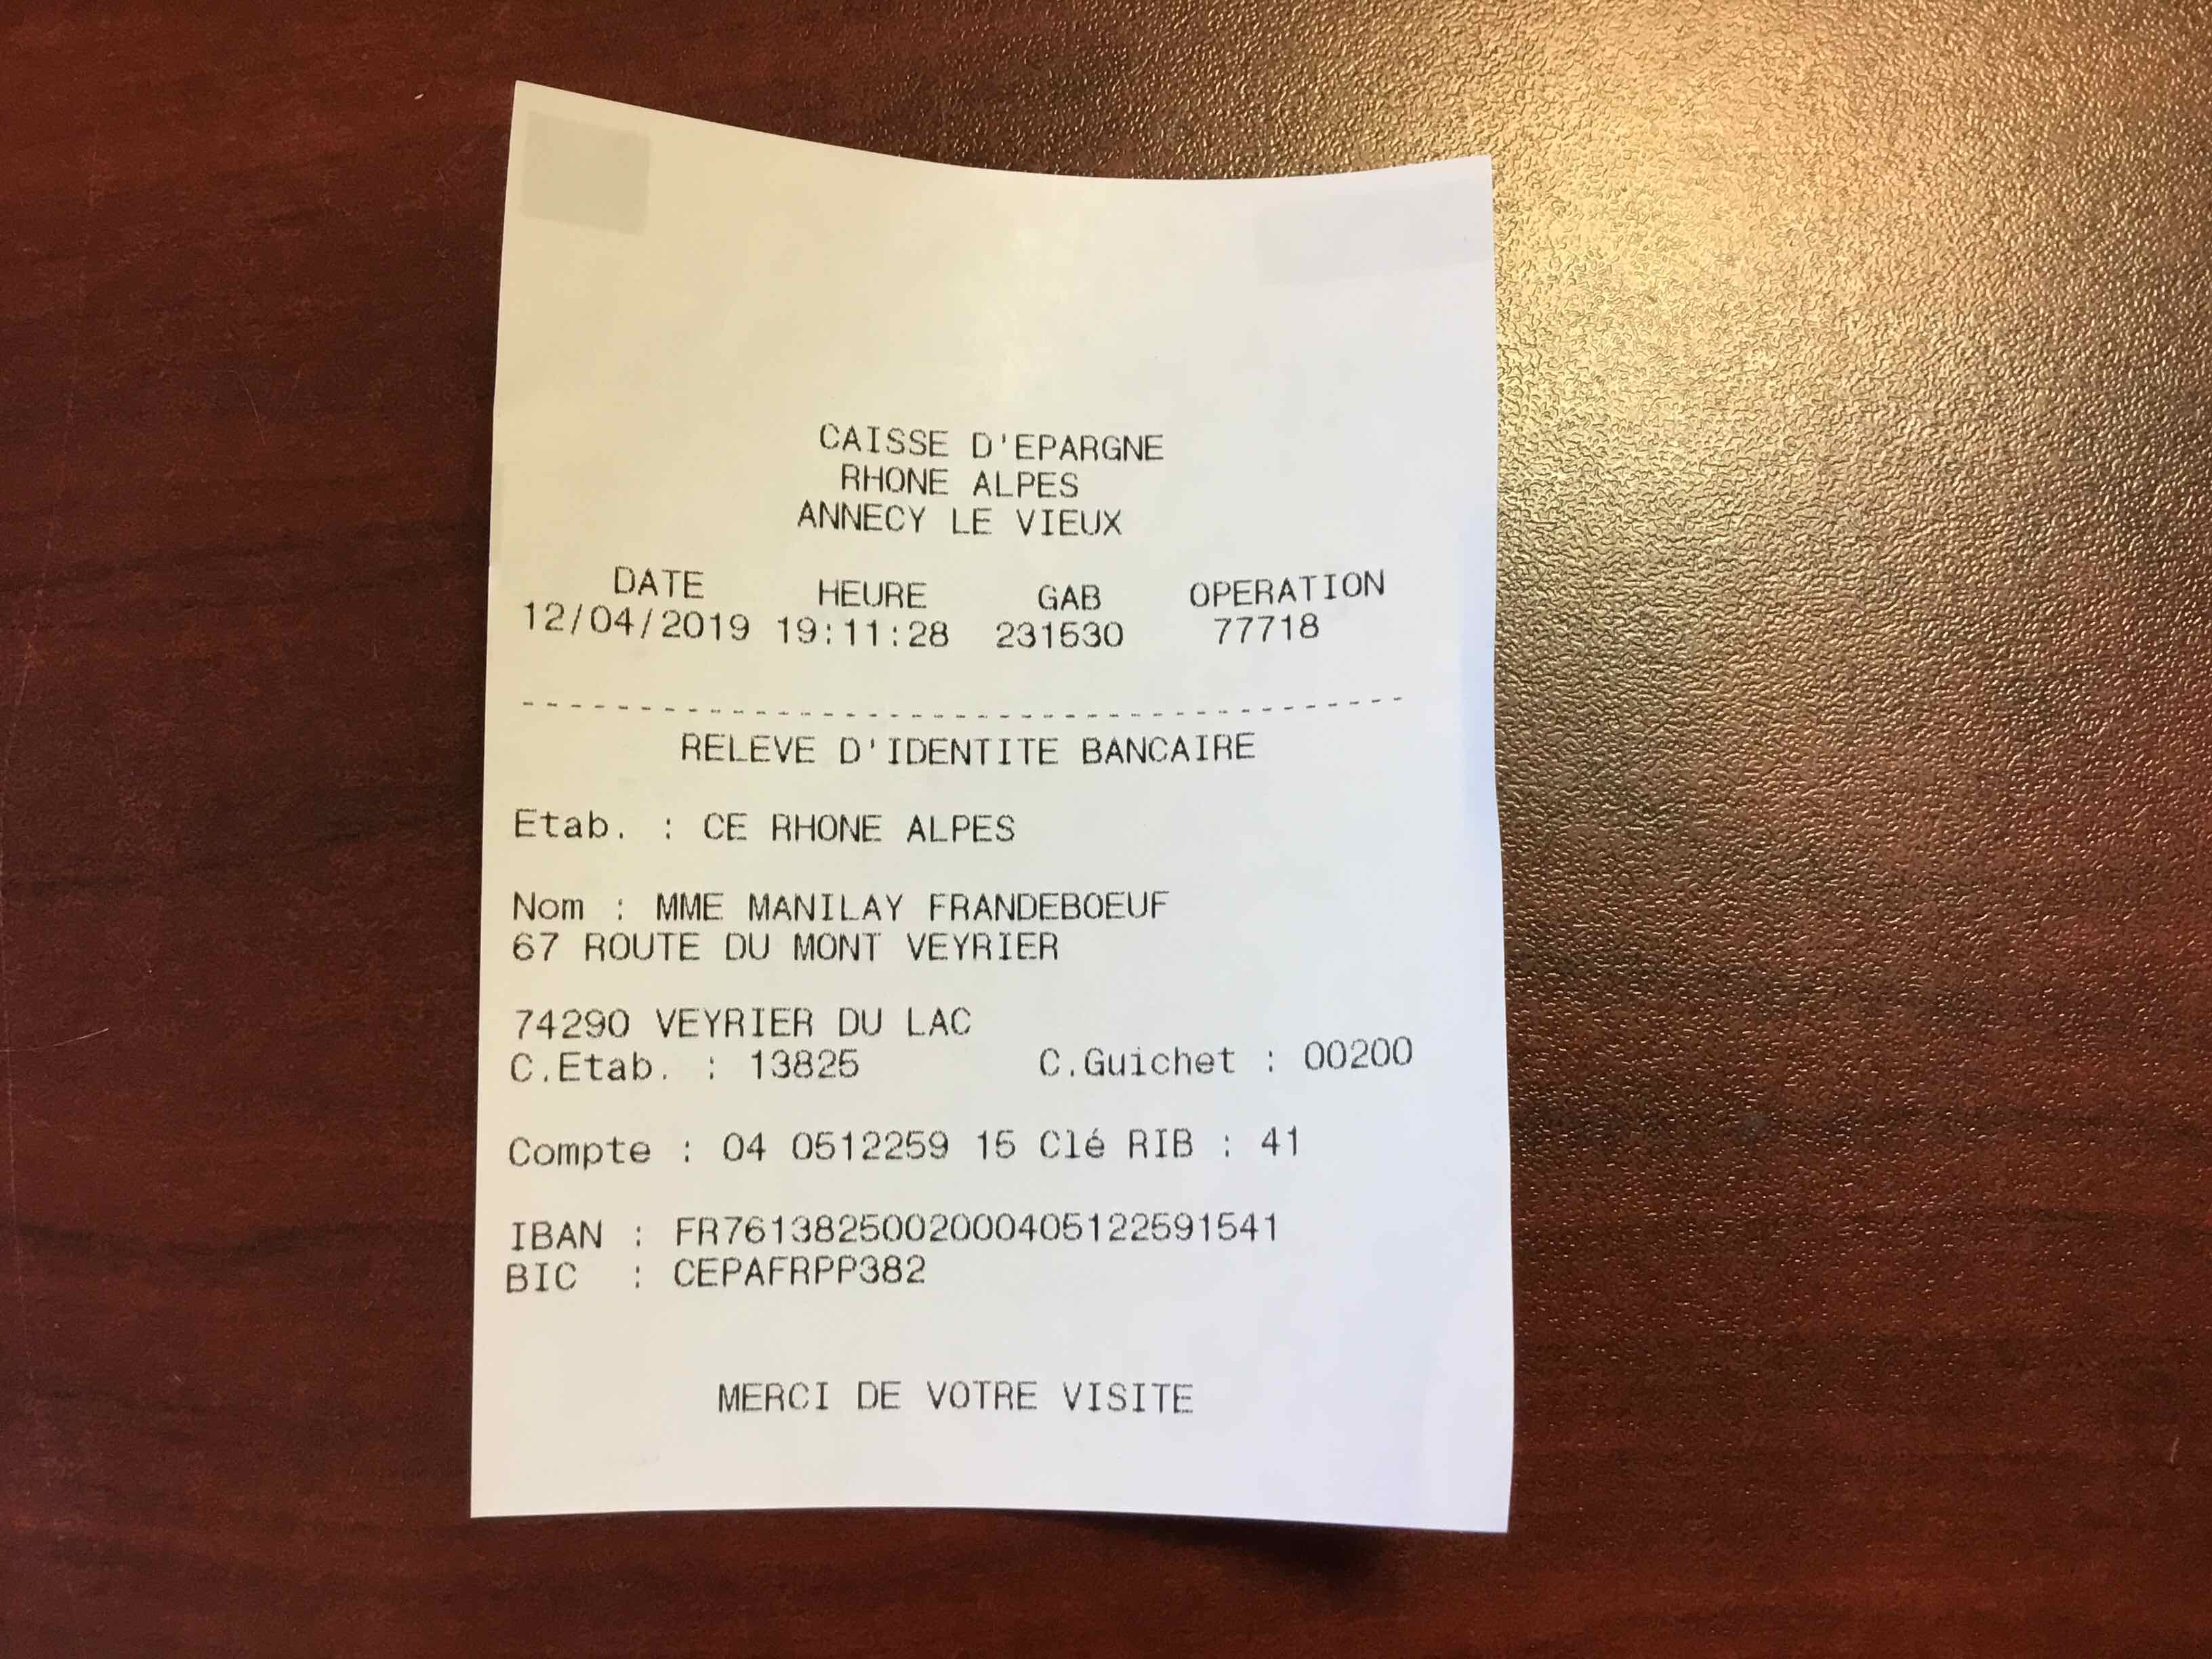 CAISSE D'EPARGNE
RHONE ALPES
ANNECY LE VIEUX
DATE HEURE GAB OPERATION
12/04/2019 19:11:28 231530 77718
----------------------------------------
RELEVE D'IDENTITE BANCAIRE
Etab. : CE RHONE ALPES
Nom : MME MANILAY FRANDEBOEUF
67 ROUTE DU MONT VEYRIER
74290 VEYRIER DU LAC
C.Etab. : 13825 C.Guichet : 00200
Compte : 04 0512259 15 Clé RIB : 41
IBAN : FR7613825002000405122591541
BIC : CEPAFRPP382
MERCI DE VOTRE VISITE